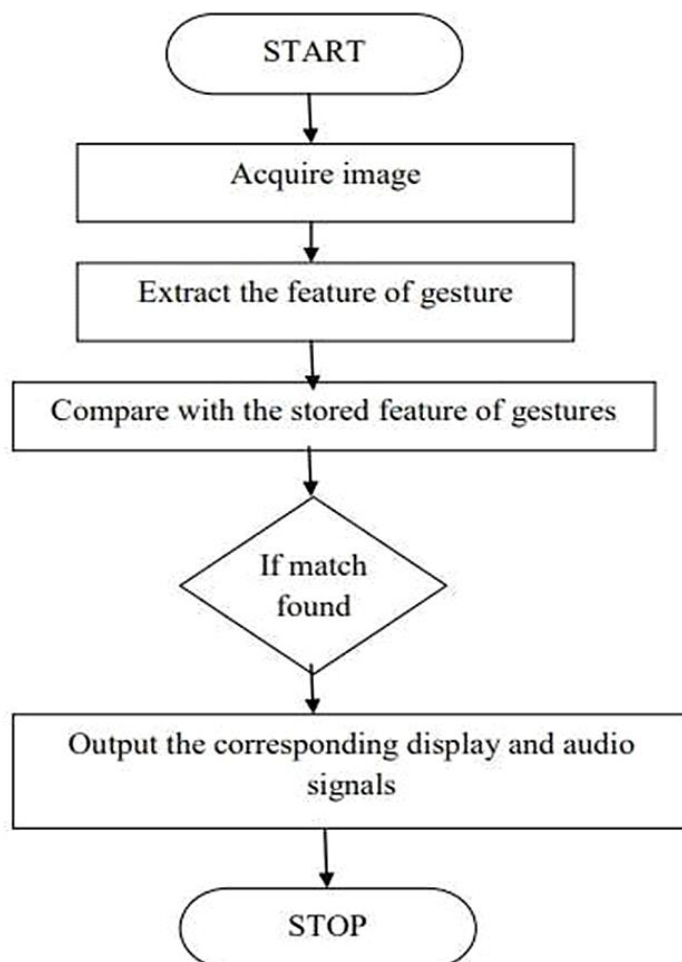 START
Acquire image
Extract the feature of gesture
Compare with the stored feature of gestures
If match
found
Output the corresponding display and audio
signals
STOP